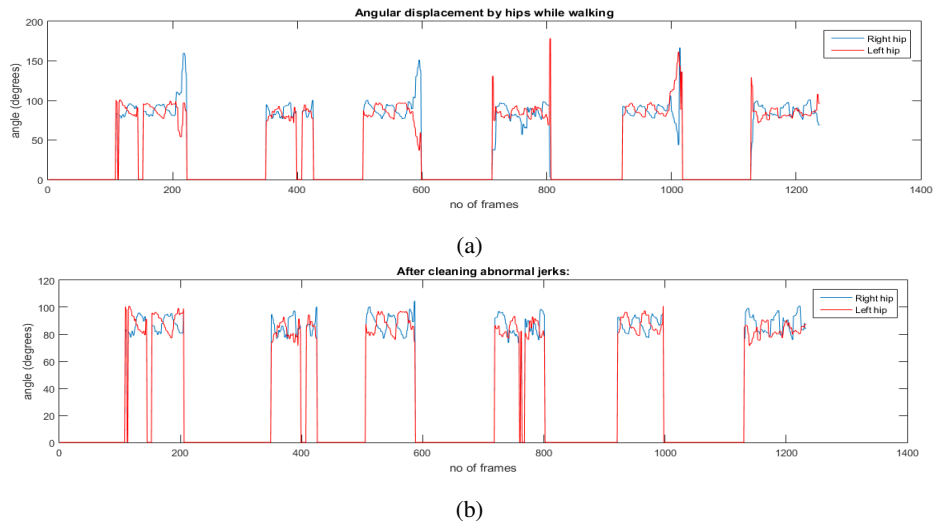 Angular displacement by hips while walking
200
150
100
50
0
angle (degrees)
Right hip
Left hip
0 200 400 600 800 1000 1200 1400
no of frames
(a)
After cleaning abnormal jerks:
120
100
80
60
40
20
0
angle (degrees)
Right hip
Left hip
0 200 400 600 800 1000 1200 1400
no of frames
(b)